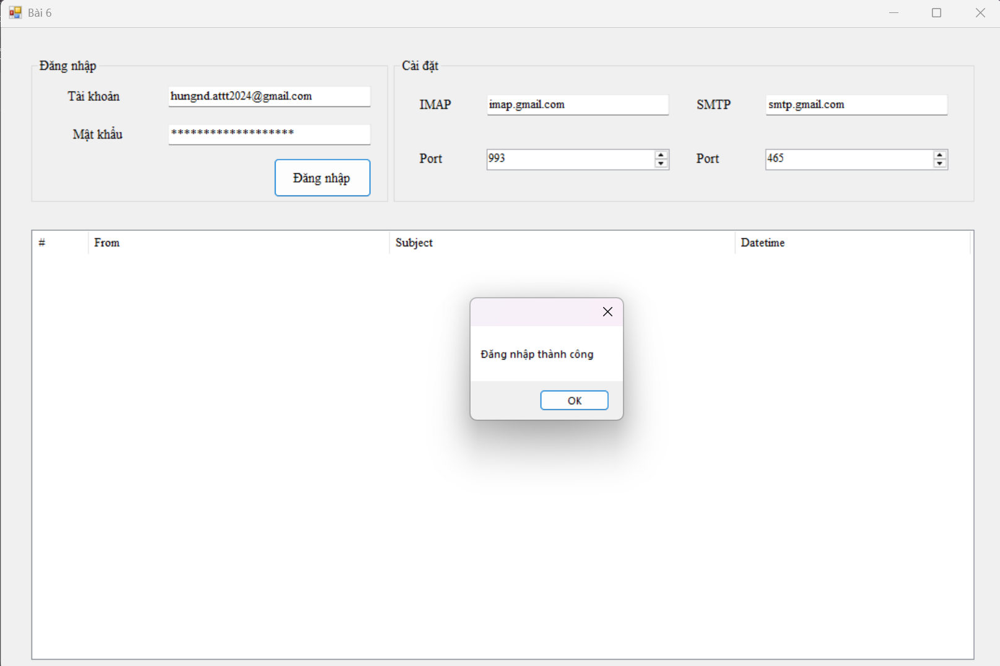 Bài 6
Đăng nhập
Tài khoản
hungnd.attt2024@gmail.com
Mật khẩu
*******************
Đăng nhập
Cài đặt
IMAP
imap.gmail.com
SMTP
smtp.gmail.com
Port
993
Port
465
# From Subject Datetime
Đăng nhập thành công
OK